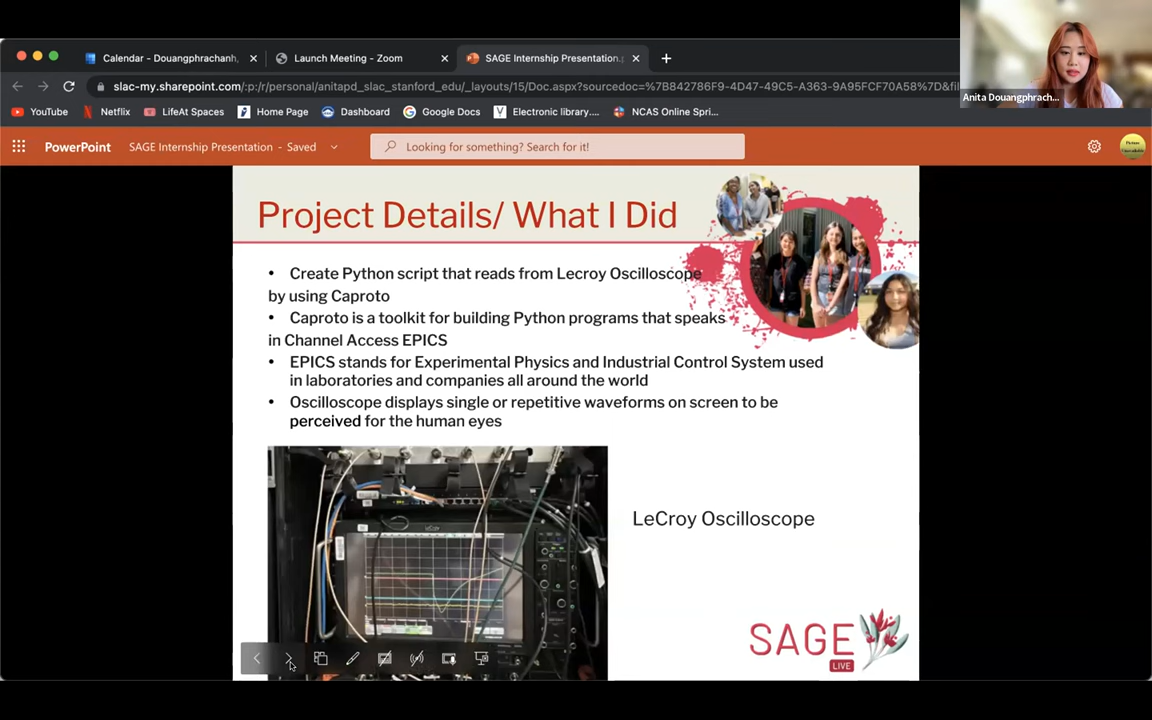 Calendar - Douangphrachanh,
Launch Meeting - Zoom
SAGE Internship Presentation.
slac-my.sharepoint.com/:p:/r/personal/anitapd_slac_stanford_edu/_layouts/15/Doc.aspx?sourcedoc=%7B842786F9-4D47-49C5-A363-9A95FCF70A58%7D&fil
Anita Douangphrach...
YouTube
Netflix
LifeAt Spaces
Home Page
Dashboard
Google Docs
Electronic library....
NCAS Online Spri...
PowerPoint
SAGE Internship Presentation - Saved
Looking for something? Search for it!
Project Details/ What I Did
• Create Python script that reads from Lecroy Oscilloscope
by using Caproto
• Caproto is a toolkit for building Python programs that speaks
in Channel Access EPICS
• EPICS stands for Experimental Physics and Industrial Control System used
in laboratories and companies all around the world
• Oscilloscope displays single or repetitive waveforms on screen to be
perceived for the human eyes
LeCroy
LeCroy Oscilloscope
SAGE
LIVE